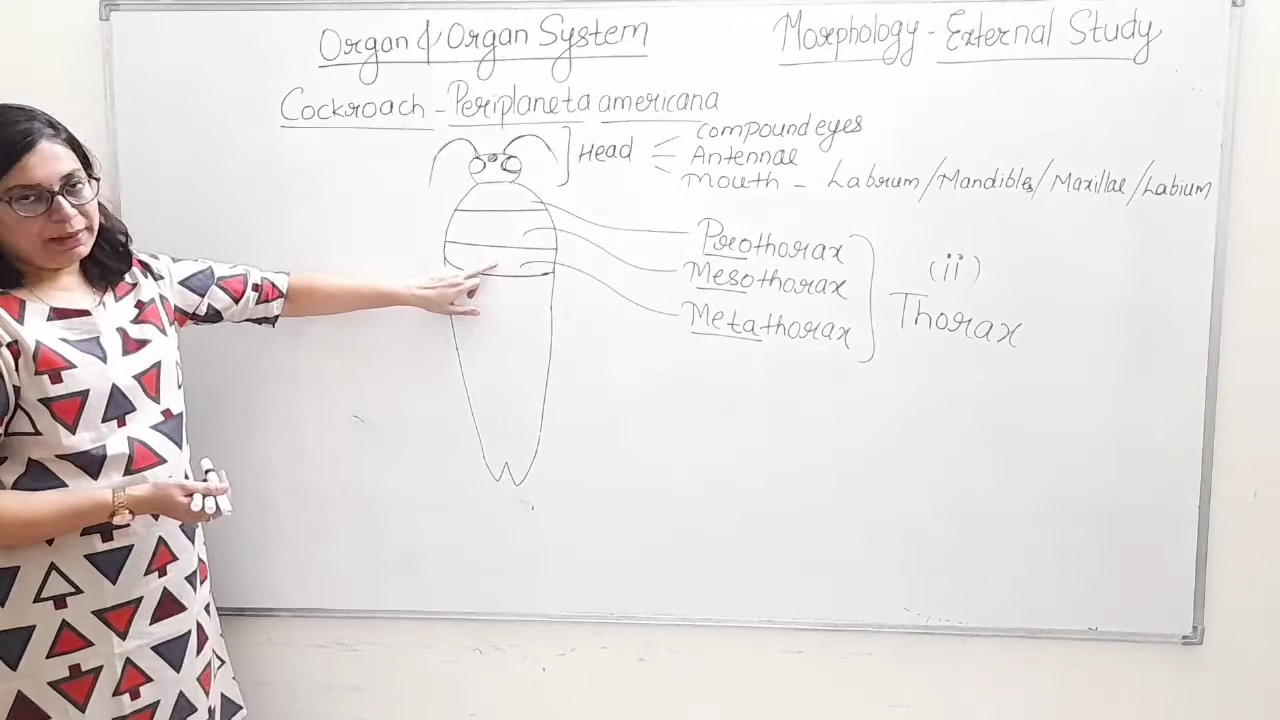 Organ & Organ System
Morphology - External Study
Cockroach - Periplaneta americana
Head
compound eyes
Antennae
Mouth - Labrum/Mandibles/Maxillae/Labium
Prothorax
Mesothorax
Metathorax
(ii)
Thorax